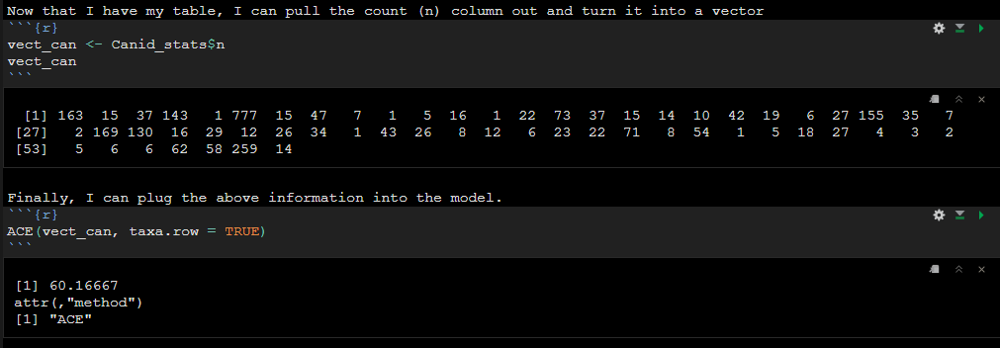 Now that I have my table, I can pull the count (n) column out and turn it into a vector
```{r}
vect_can <- Canid_stats$n
vect_can
```
[1] 163 15 37 143 1 777 15 47 7 1 5 16 1 22 73 37 15 14 10 42 19 6 27 155 35 7
[27] 2 169 130 16 29 12 26 34 1 43 26 8 12 6 23 22 71 8 54 1 5 18 27 4 3 2
[53] 5 6 6 62 58 259 14
Finally, I can plug the above information into the model.
```{r}
ACE(vect_can, taxa.row = TRUE)
```
[1] 60.16667
attr(,"method")
[1] "ACE"